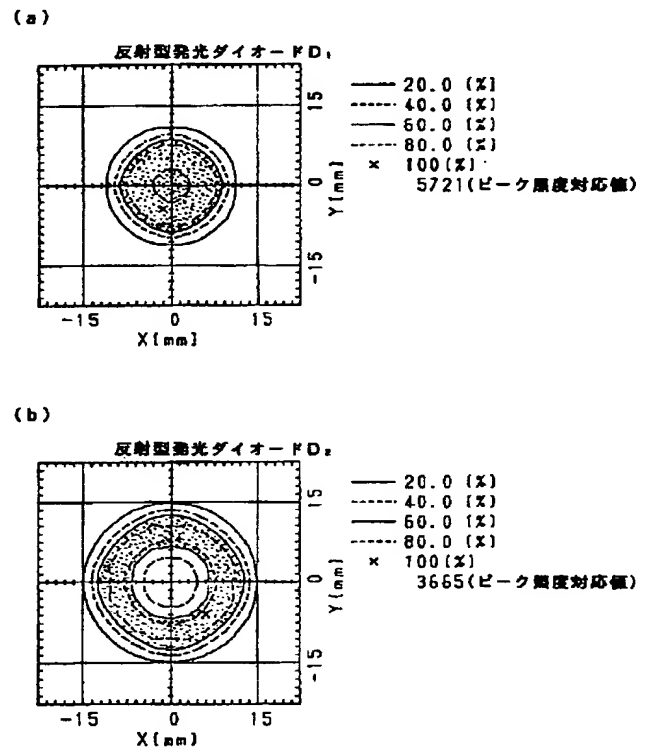 (a)
反射型発光ダイオードD₁
20.0 (%)
40.0 (%)
60.0 (%)
80.0 (%)
× 100(%)
5721(ピーク照度対応値)
15
0
-15
Y(mm)
-15 0 15
X(mm)
(b)
反射型発光ダイオードD₂
20.0 (%)
40.0 (%)
60.0 (%)
80.0 (%)
× 100(%)
3665(ピーク照度対応値)
15
0
-15
Y(mm)
-15 0 15
X(mm)